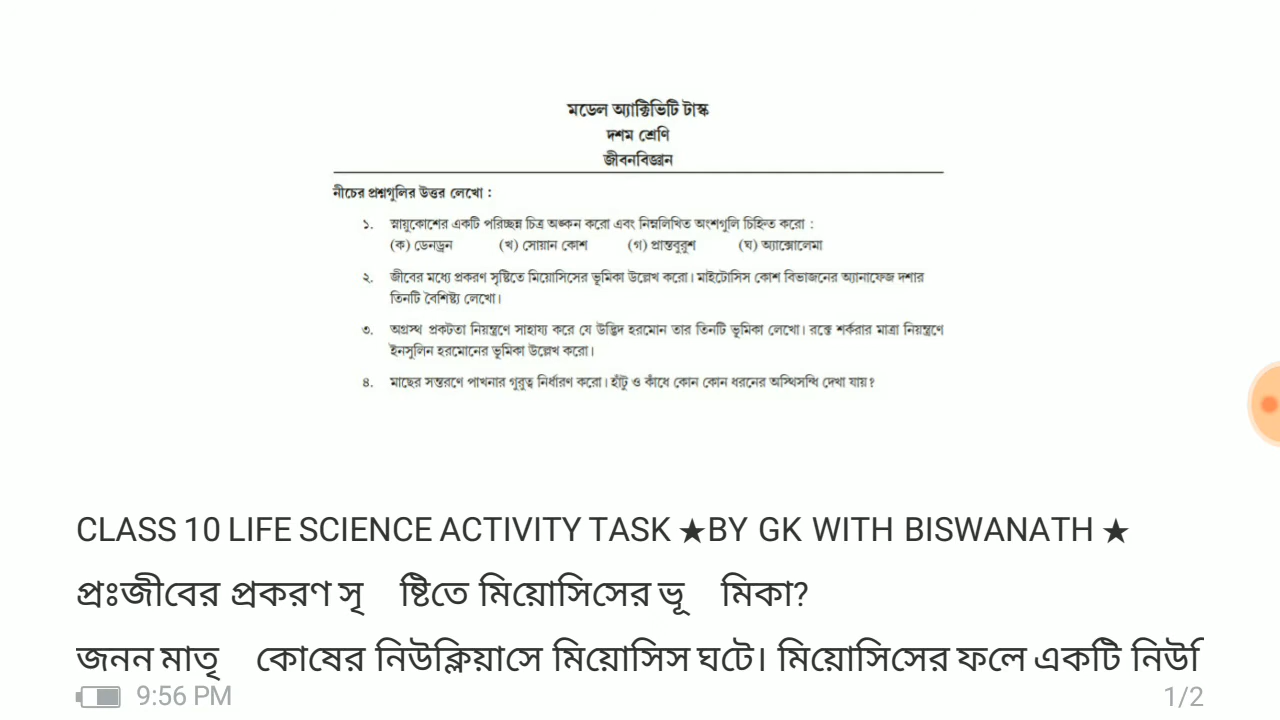 মডেল অ্যাক্টিভিটি টাস্ক
দশম শ্রেণি
জীবনবিজ্ঞান
নীচের প্রশ্নগুলির উত্তর লেখো :
১. স্নায়ুকোশের একটি পরিচ্ছন্ন চিত্র অঙ্কন করো এবং নিম্নলিখিত অংশগুলি চিহ্নিত করো :
(ক) ডেনড্রন (খ) সোয়ান কোশ (গ) প্রান্তবুরুশ (ঘ) অ্যাক্সোলেমা
২. জীবের মধ্যে প্রকরণ সৃষ্টিতে মিয়োসিসের ভূমিকা উল্লেখ করো। মাইটোসিস কোশ বিভাজনের অ্যানাফেজ দশার
তিনটি বৈশিষ্ট্য লেখো।
৩. অগ্রস্থ প্রকটতা নিয়ন্ত্রণে সাহায্য করে যে উদ্ভিদ হরমোন তার তিনটি ভূমিকা লেখো। রক্তে শর্করার মাত্রা নিয়ন্ত্রণে
ইনসুলিন হরমোনের ভূমিকা উল্লেখ করো।
৪. মাছের সন্তরণে পাখনার গুরুত্ব নির্ধারণ করো। হাঁটু ও কাঁধে কোন কোন ধরনের অস্থিসন্ধি দেখা যায়?
CLASS 10 LIFE SCIENCE ACTIVITY TASK ★BY GK WITH BISWANATH ★
প্রঃজীবের প্রকরণ সৃ ষ্টিতে মিয়োসিসের ভূ মিকা?
জনন মাতৃ কোষের নিউক্লিয়াসে মিয়োসিস ঘটে। মিয়োসিসের ফলে একটি নিউ
9:56 PM
1/2